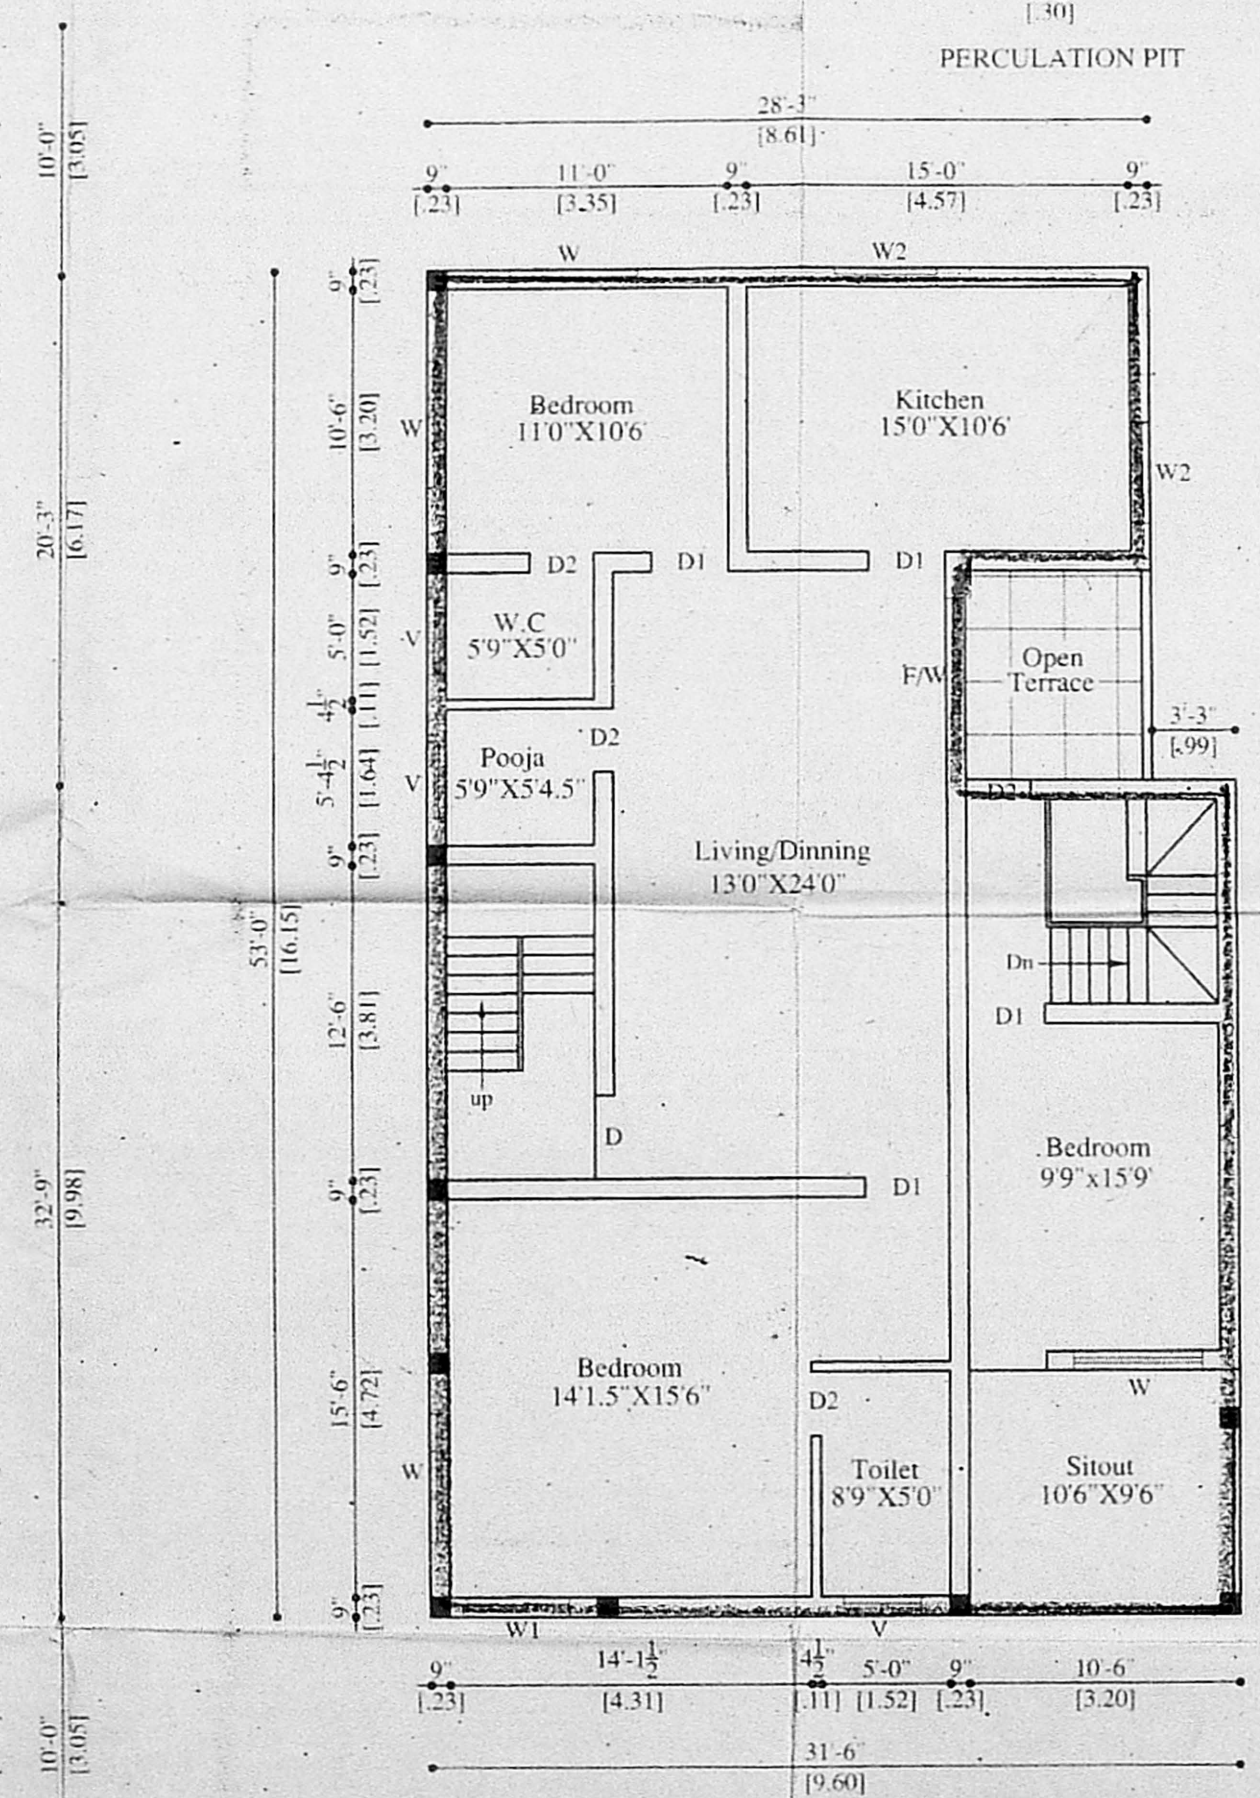 [.30]
PERCULATION PIT
28'-3"
[8.61]
9" 11'-0" 9" 15'-0" 9"
[.23] [3.35] [.23] [4.57] [.23]
10'-0"
[3.05]
20'-3"
[6.17]
32'-9"
[9.98]
10'-0"
[3.05]
53'-0"
[16.15]
9"
[.23]
10'-6"
[3.20]
9"
[.23]
5'-0"
[1.52]
4½"
[.11]
5'-4½"
[1.64]
9"
[.23]
12'-6"
[3.81]
9"
[.23]
15'-6"
[4.72]
9"
[.23]
W W2
Bedroom
11'0"X10'6'
Kitchen
15'0"X10'6'
W
W2
D2 D1 D1
W.C
5'9"X5'0"
V
F/W
Open
Terrace
3'-3"
[.99]
D2
Pooja
5'9"X5'4.5"
V
D2
Living/Dinning
13'0"X24'0"
Dn
D1
up
D
D1
Bedroom
9'9"x15'9'
Bedroom
14'1.5"X15'6"
W
D2
W
Toilet
8'9"X5'0"
Sitout
10'6"X9'6"
W1 V
9" 14'-1½" 4½" 5'-0" 9" 10'-6"
[.23] [4.31] [.11] [1.52] [.23] [3.20]
31'-6"
[9.60]